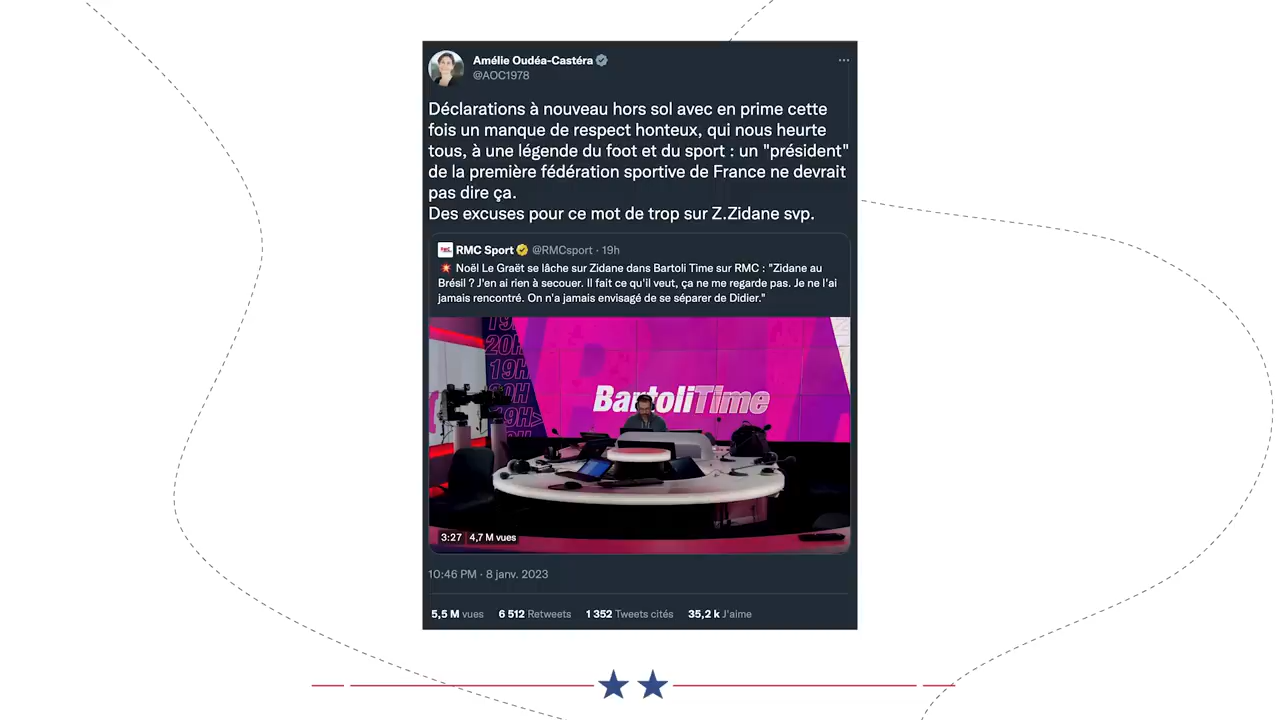 Amélie Oudéa-Castéra
@AOC1978
Déclarations à nouveau hors sol avec en prime cette
fois un manque de respect honteux, qui nous heurte
tous, à une légende du foot et du sport : un "président"
de la première fédération sportive de France ne devrait
pas dire ça.
Des excuses pour ce mot de trop sur Z.Zidane svp.
RMC Sport @RMCsport · 19h
💥 Noël Le Graët se lâche sur Zidane dans Bartoli Time sur RMC : "Zidane au
Brésil ? J'en ai rien à secouer. Il fait ce qu'il veut, ça ne me regarde pas. Je ne l'ai
jamais rencontré. On n'a jamais envisagé de se séparer de Didier."
20H
19H
20H
19H>
BartoliTime
3:27 4,7 M vues
10:46 PM · 8 janv. 2023
5,5 M vues 6 512 Retweets 1 352 Tweets cités 35,2 k J'aime